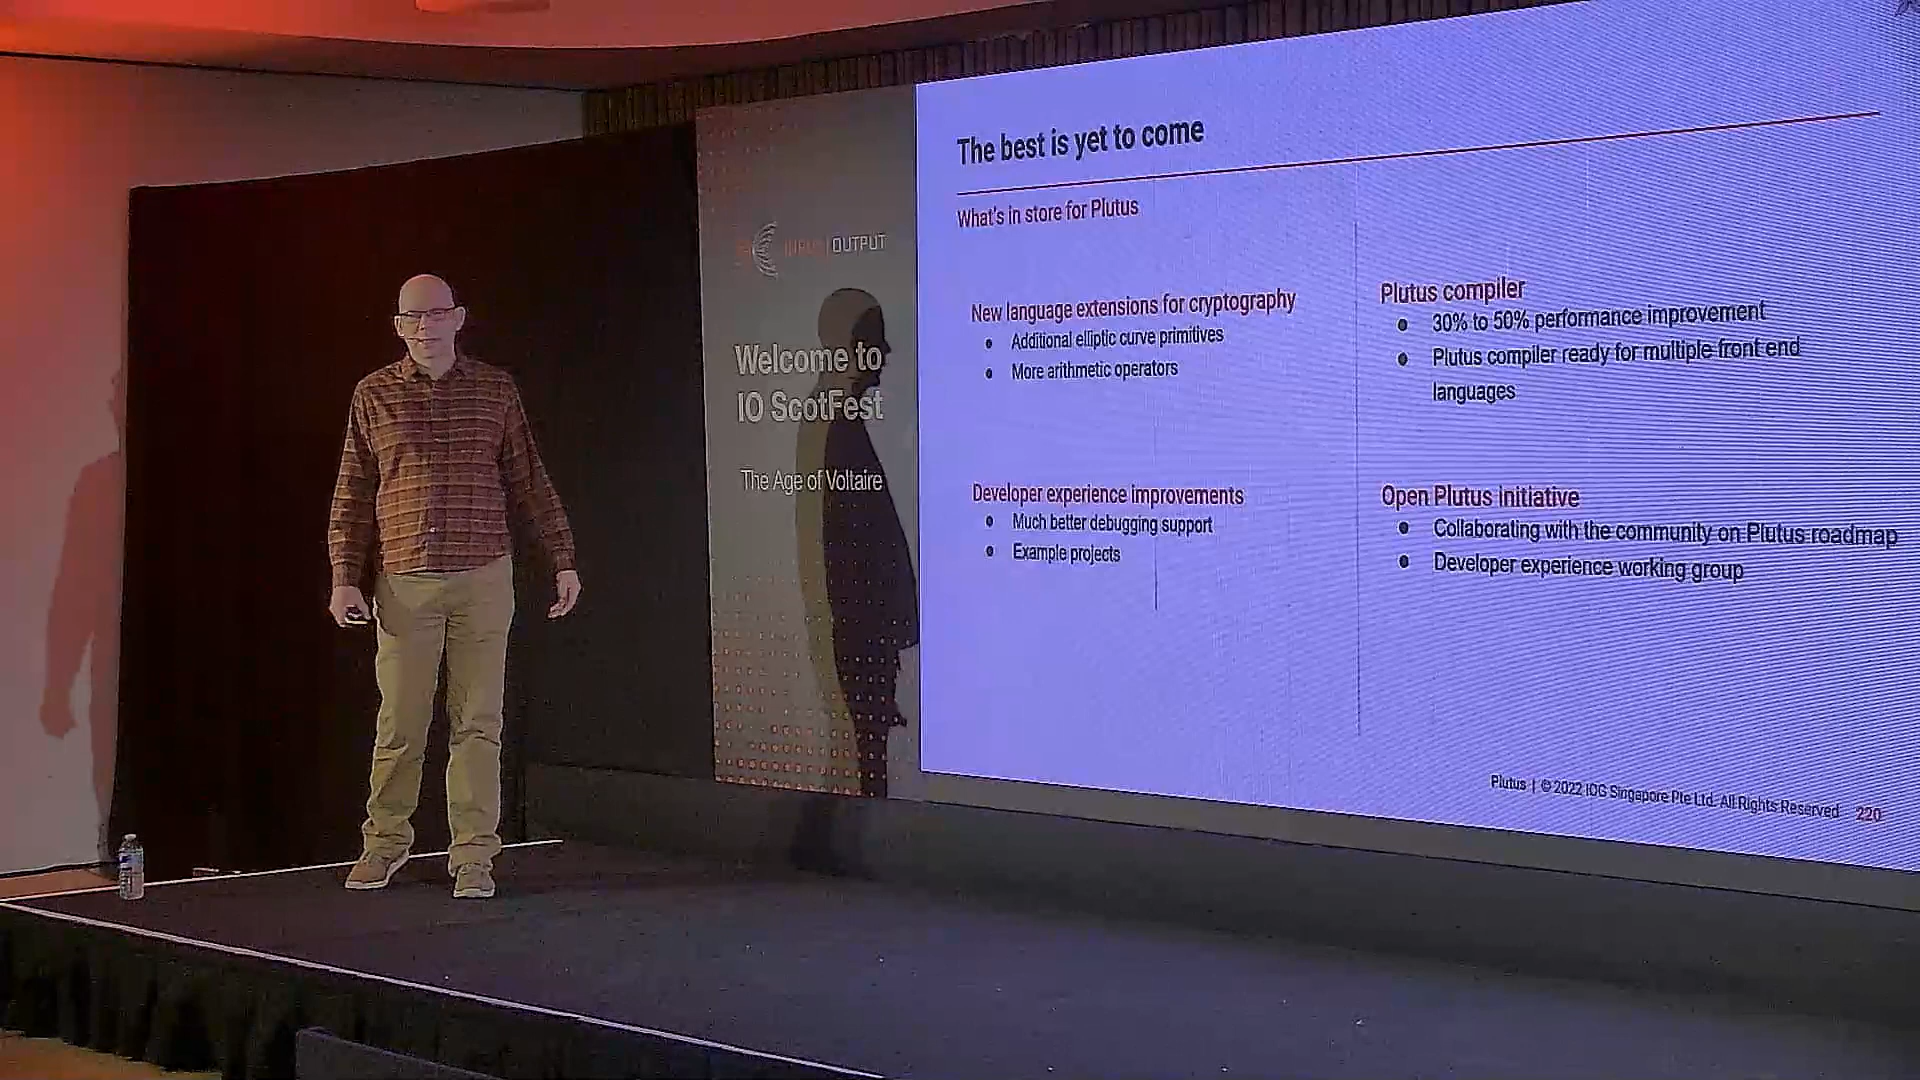 INPUT | OUTPUT
Welcome to
IO ScotFest
The Age of Voltaire
The best is yet to come
What's in store for Plutus
New language extensions for cryptography
Additional elliptic curve primitives
More arithmetic operators
Developer experience improvements
Much better debugging support
Example projects
Plutus compiler
30% to 50% performance improvement
Plutus compiler ready for multiple front end
languages
Open Plutus initiative
Collaborating with the community on Plutus roadmap
Developer experience working group
Plutus | © 2022 IOG Singapore Pte Ltd. All Rights Reserved 220